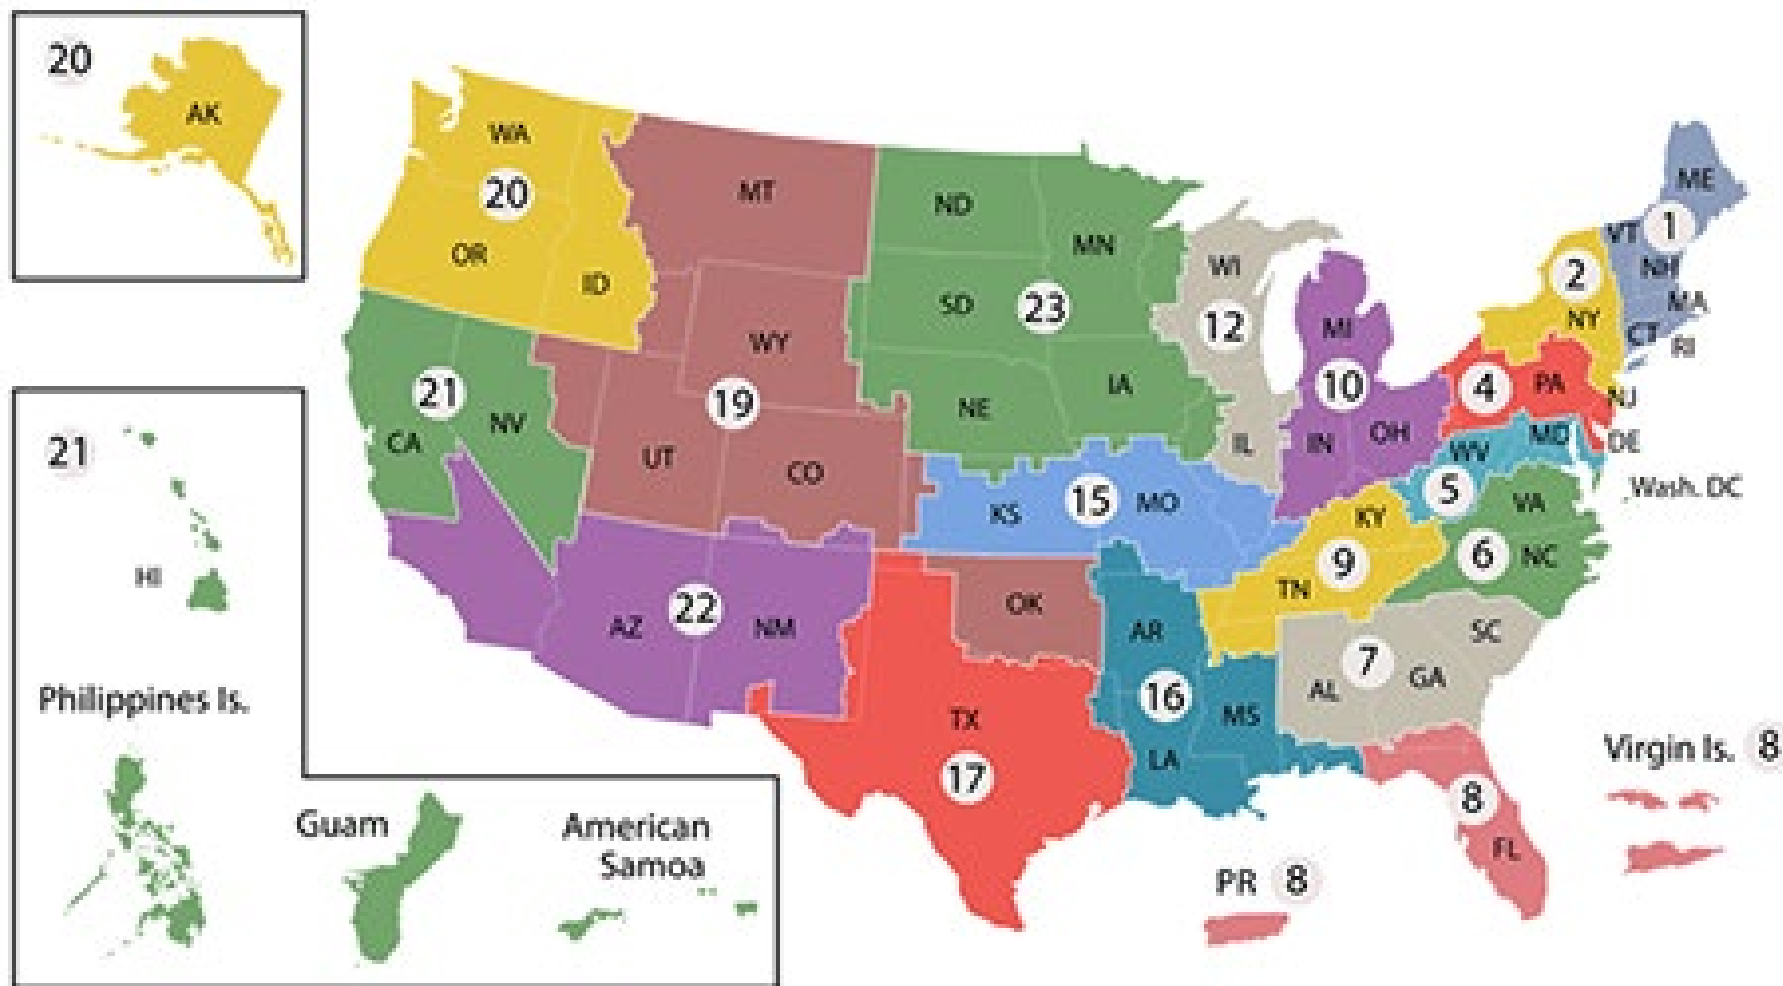 20
AK
WA
20
OR
ID
MT
ND
MN
SD
23
WI
12
MI
10
ME
VT
1
NH
MA
CT
RI
2
NY
4
PA
NJ
21
CA
NV
WY
19
UT
CO
NE
IA
IL
IN
OH
WV
MD
DE
5
Wash. DC
VA
KS
15
MO
KY
6
NC
9
TN
AZ
22
NM
OK
AR
7
SC
AL
GA
16
MS
LA
TX
17
8
FL
Virgin Is. 8
PR 8
21
HI
Philippines Is.
Guam
American
Samoa